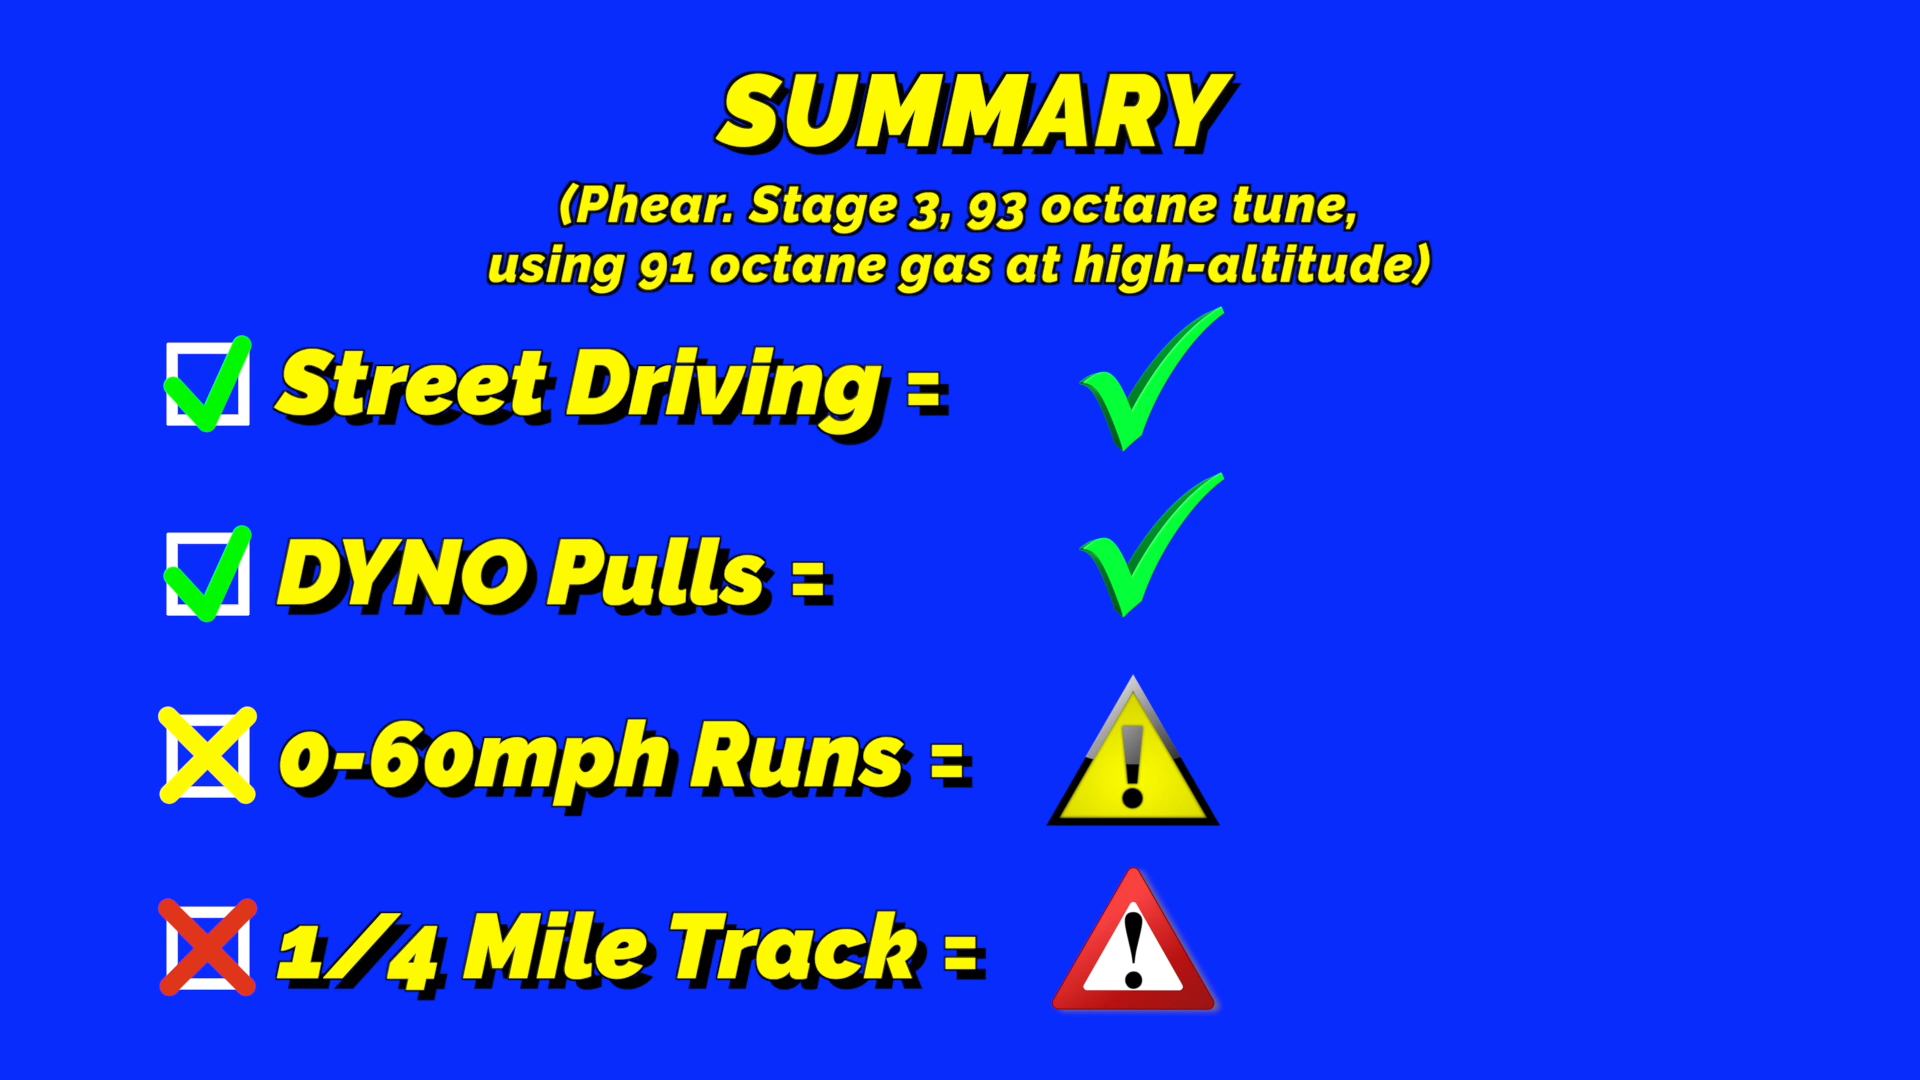 SUMMARY
(Phear. Stage 3, 93 octane tune,
using 91 octane gas at high-altitude)
Street Driving =
DYNO Pulls =
0-60mph Runs =
1/4 Mile Track =